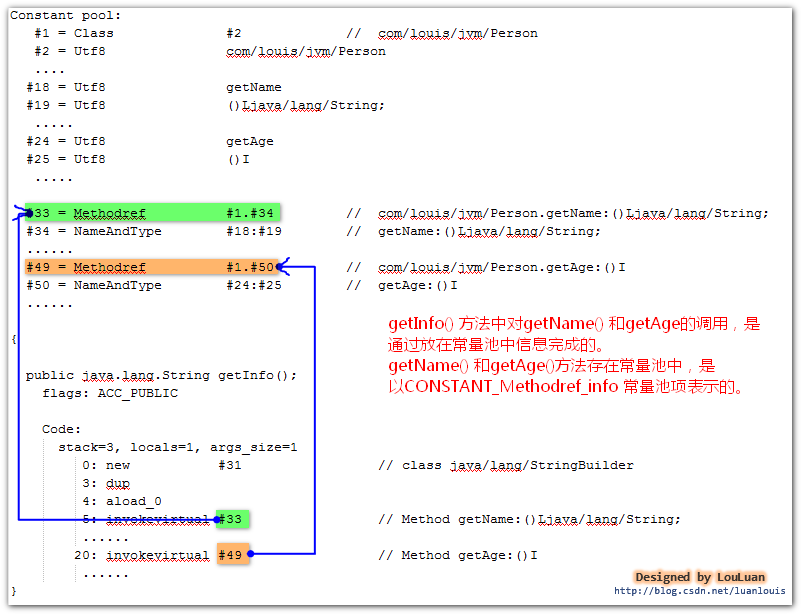 Constant pool:
#1 = Class #2 // com/louis/jvm/Person
#2 = Utf8 com/louis/jvm/Person
....
#18 = Utf8 getName
#19 = Utf8 ()Ljava/lang/String;
.....
#24 = Utf8 getAge
#25 = Utf8 ()I
.....
#33 = Methodref #1.#34 // com/louis/jvm/Person.getName:()Ljava/lang/String;
#34 = NameAndType #18:#19 // getName:()Ljava/lang/String;
......
#49 = Methodref #1.#50 // com/louis/jvm/Person.getAge:()I
#50 = NameAndType #24:#25 // getAge:()I
......
getInfo() 方法中对getName() 和getAge的调用，是
通过放在常量池中信息完成的。
getName() 和getAge()方法存在常量池中，是
以CONSTANT_Methodref_info 常量池项表示的。
{
public java.lang.String getInfo();
flags: ACC_PUBLIC
Code:
stack=3, locals=1, args_size=1
0: new #31 // class java/lang/StringBuilder
3: dup
4: aload_0
5: invokevirtual #33 // Method getName:()Ljava/lang/String;
......
20: invokevirtual #49 // Method getAge:()I
......
}
Designed by LouLuan
http://blog.csdn.net/luanlouis